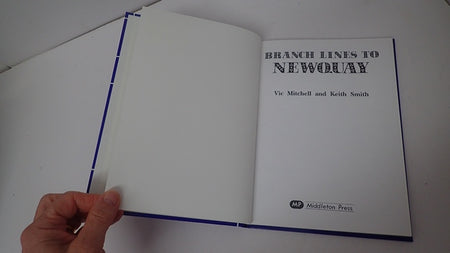 BRANCH LINES TO
NEWQUAY
Vic Mitchell and Keith Smith
MP Middleton Press